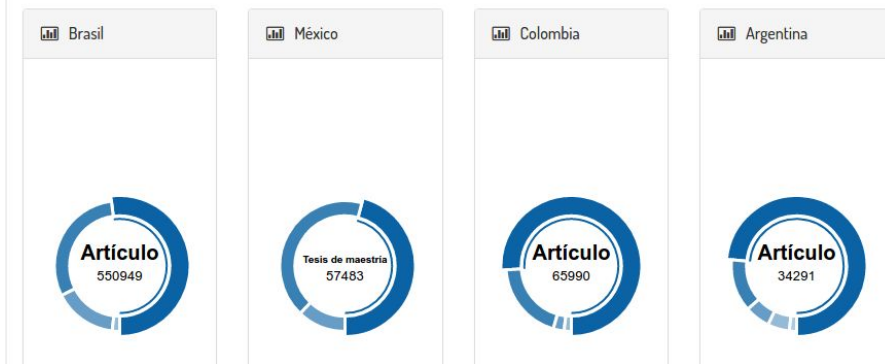 Brasil
México
Colombia
Argentina
Artículo
550949
Tesis de maestría
57483
Artículo
65990
Artículo
34291